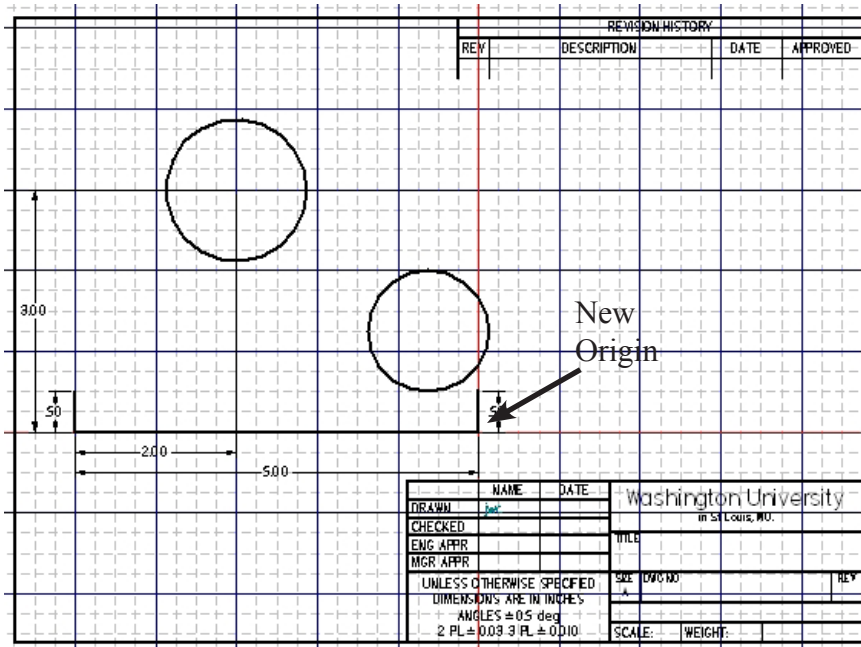 REVISION HISTORY
REV DESCRIPTION DATE APPROVED
3.00
New
Origin
.50
2.00
5.00
NAME DATE
DRAWN
CHECKED
ENG APPR
MGR APPR
UNLESS OTHERWISE SPECIFIED
DIMENSIONS ARE IN INCHES
ANGLES ±0.5 deg
2 PL ±0.03 3 PL ±0.010
Washington University
in St Louis, MO.
TITLE
SIZE DWG NO REV
A
SCALE: WEIGHT: